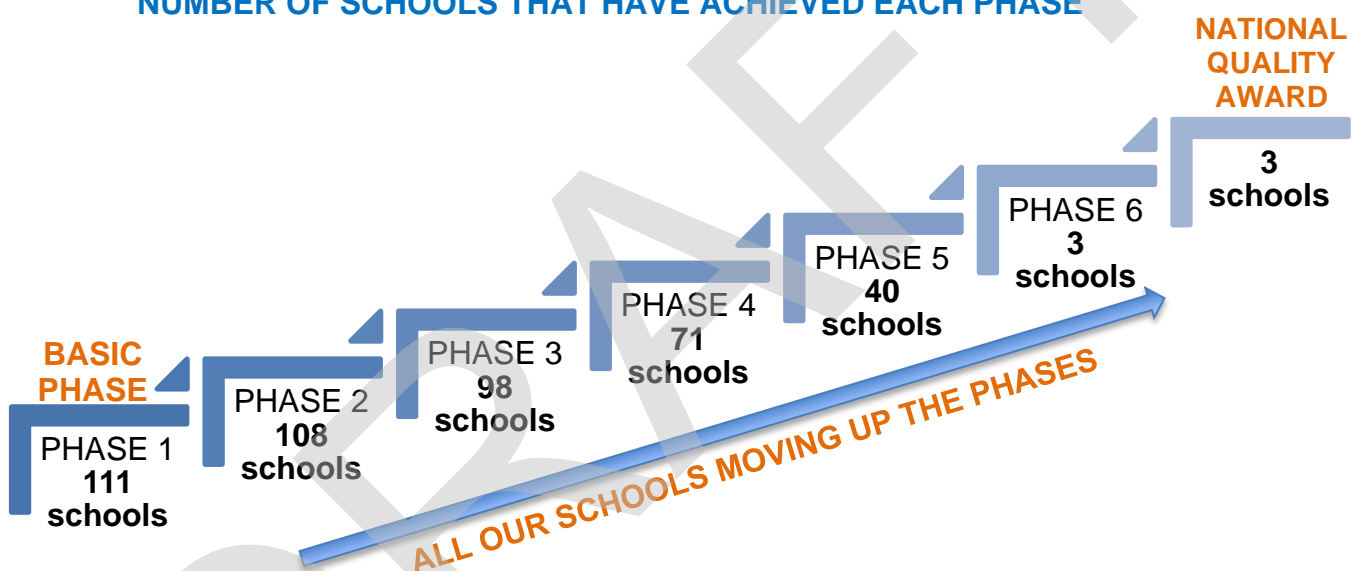 NUMBER OF SCHOOLS THAT HAVE ACHIEVED EACH PHASE
NATIONAL
QUALITY
AWARD
3
schools
PHASE 6
3
schools
PHASE 5
40
schools
PHASE 4
71
schools
PHASE 3
98
schools
PHASE 2
108
schools
BASIC
PHASE
PHASE 1
111
schools
ALL OUR SCHOOLS MOVING UP THE PHASES